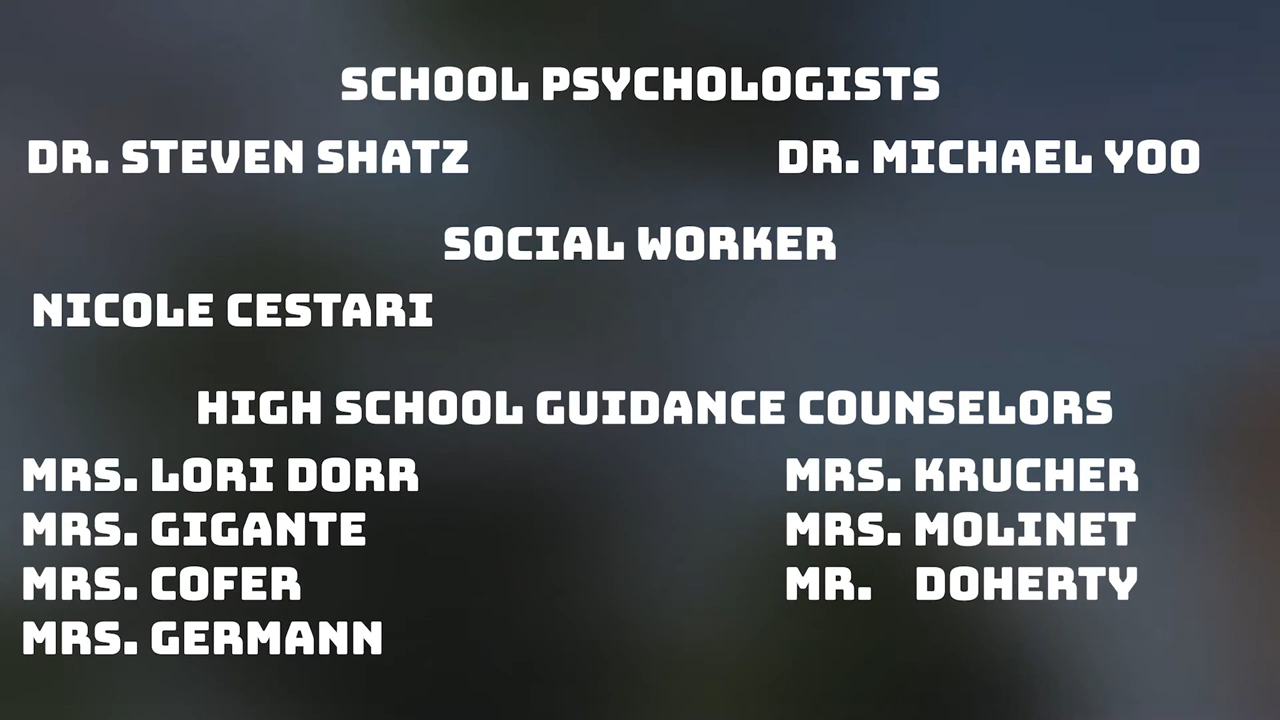 SCHOOL PSYCHOLOGISTS
DR. STEVEN SHATZ DR. MICHAEL YOO
SOCIAL WORKER
NICOLE CESTARI
HIGH SCHOOL GUIDANCE COUNSELORS
MRS. LORI DORR MRS. KRUCHER
MRS. GIGANTE MRS. MOLINET
MRS. COFER MR. DOHERTY
MRS. GERMANN